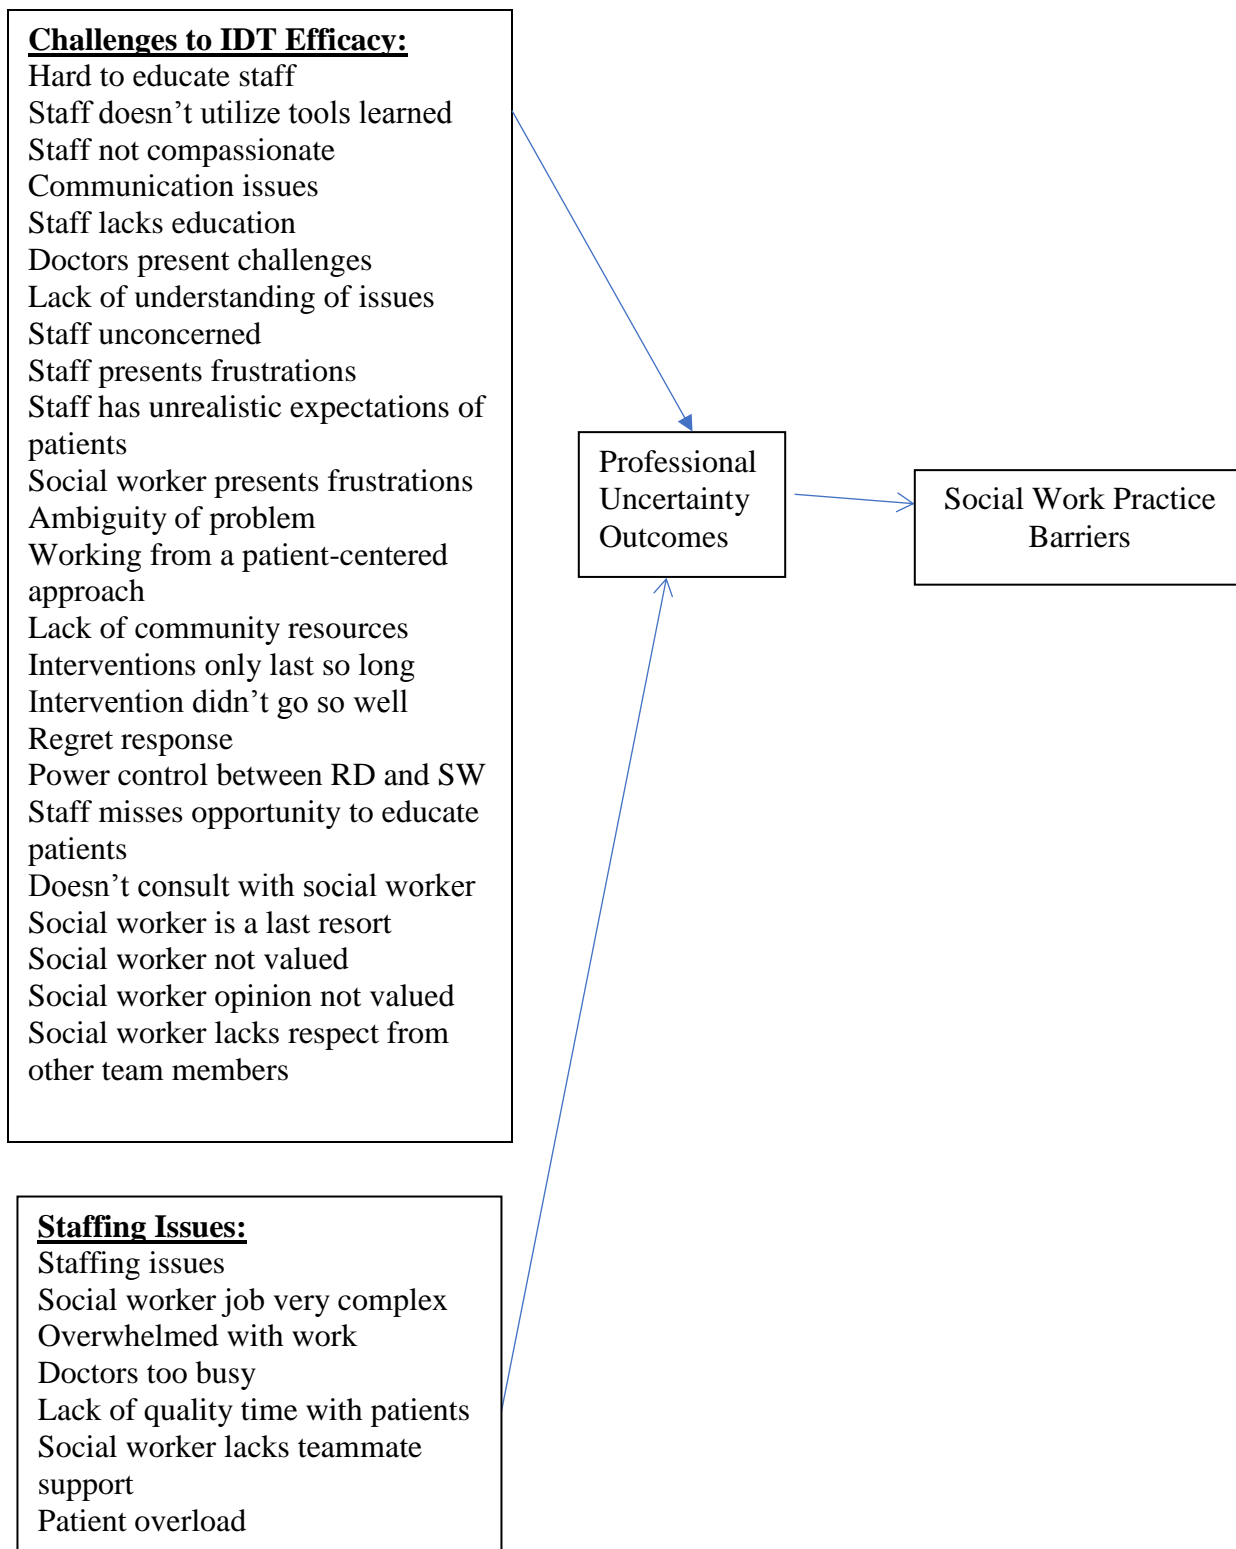 Challenges to IDT Efficacy:
Hard to educate staff
Staff doesn’t utilize tools learned
Staff not compassionate
Communication issues
Staff lacks education
Doctors present challenges
Lack of understanding of issues
Staff unconcerned
Staff presents frustrations
Staff has unrealistic expectations of
patients
Social worker presents frustrations
Ambiguity of problem
Working from a patient-centered
approach
Lack of community resources
Interventions only last so long
Intervention didn’t go so well
Regret response
Power control between RD and SW
Staff misses opportunity to educate
patients
Doesn’t consult with social worker
Social worker is a last resort
Social worker not valued
Social worker opinion not valued
Social worker lacks respect from
other team members
Professional
Uncertainty
Outcomes
Social Work Practice
Barriers
Staffing Issues:
Staffing issues
Social worker job very complex
Overwhelmed with work
Doctors too busy
Lack of quality time with patients
Social worker lacks teammate
support
Patient overload